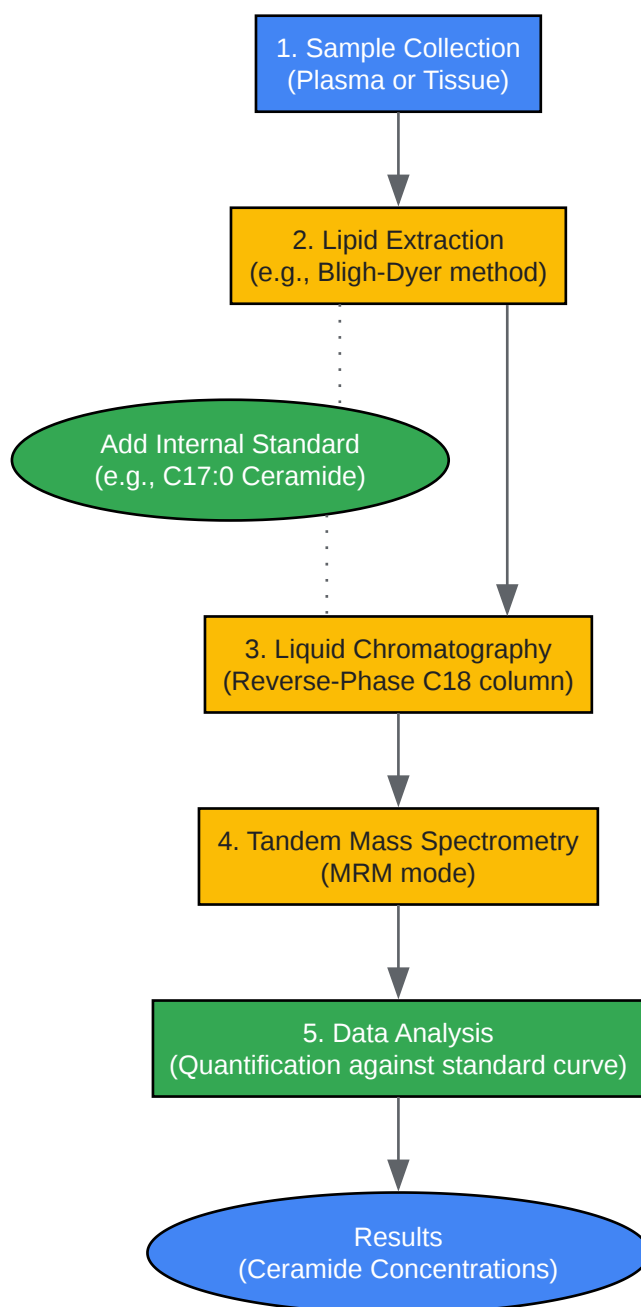 1. Sample Collection
(Plasma or Tissue)
2. Lipid Extraction
(e.g., Bligh-Dyer method)
Add Internal Standard
(e.g., C17:0 Ceramide)
3. Liquid Chromatography
(Reverse-Phase C18 column)
4. Tandem Mass Spectrometry
(MRM mode)
5. Data Analysis
(Quantification against standard curve)
Results
(Ceramide Concentrations)